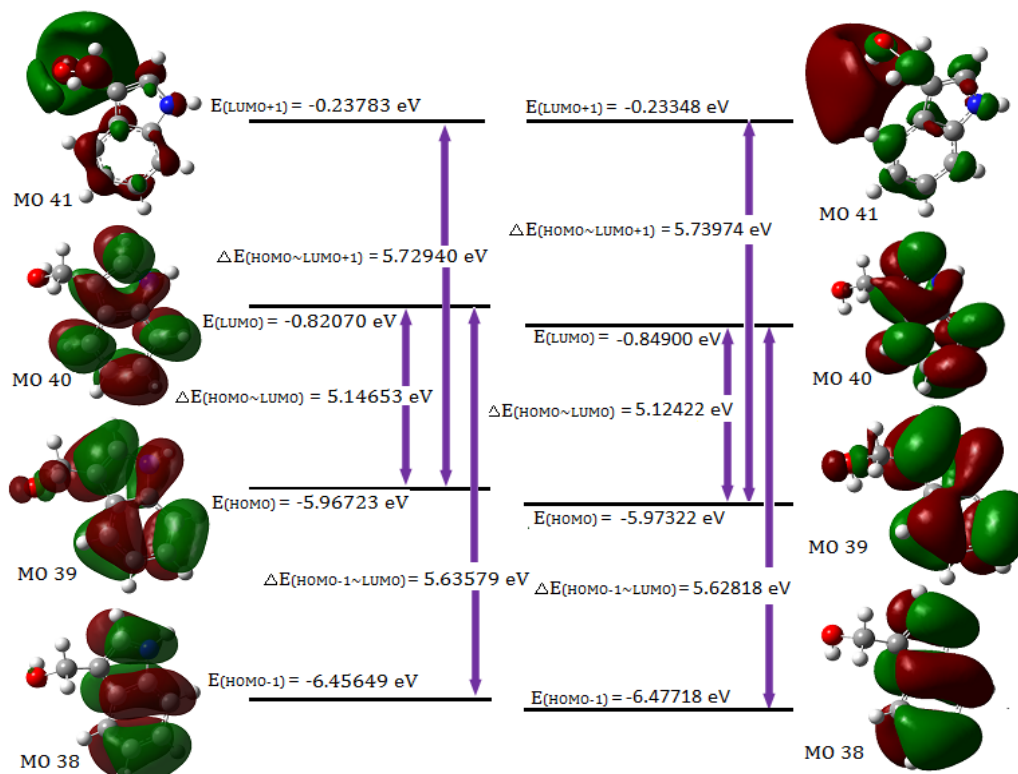 E(LUMO+1) = -0.23783 eV
E(LUMO+1) = -0.23348 eV
MO 41
MO 41
△E(HOMO~LUMO+1) = 5.72940 eV
△E(HOMO~LUMO+1) = 5.73974 eV
E(LUMO) = -0.82070 eV
E(LUMO) = -0.84900 eV
MO 40
MO 40
△E(HOMO~LUMO) = 5.14653 eV
△E(HOMO~LUMO) = 5.12422 eV
E(HOMO) = -5.96723 eV
E(HOMO) = -5.97322 eV
MO 39
MO 39
△E(HOMO-1~LUMO) = 5.63579 eV
△E(HOMO-1~LUMO) = 5.62818 eV
E(HOMO-1) = -6.45649 eV
E(HOMO-1) = -6.47718 eV
MO 38
MO 38